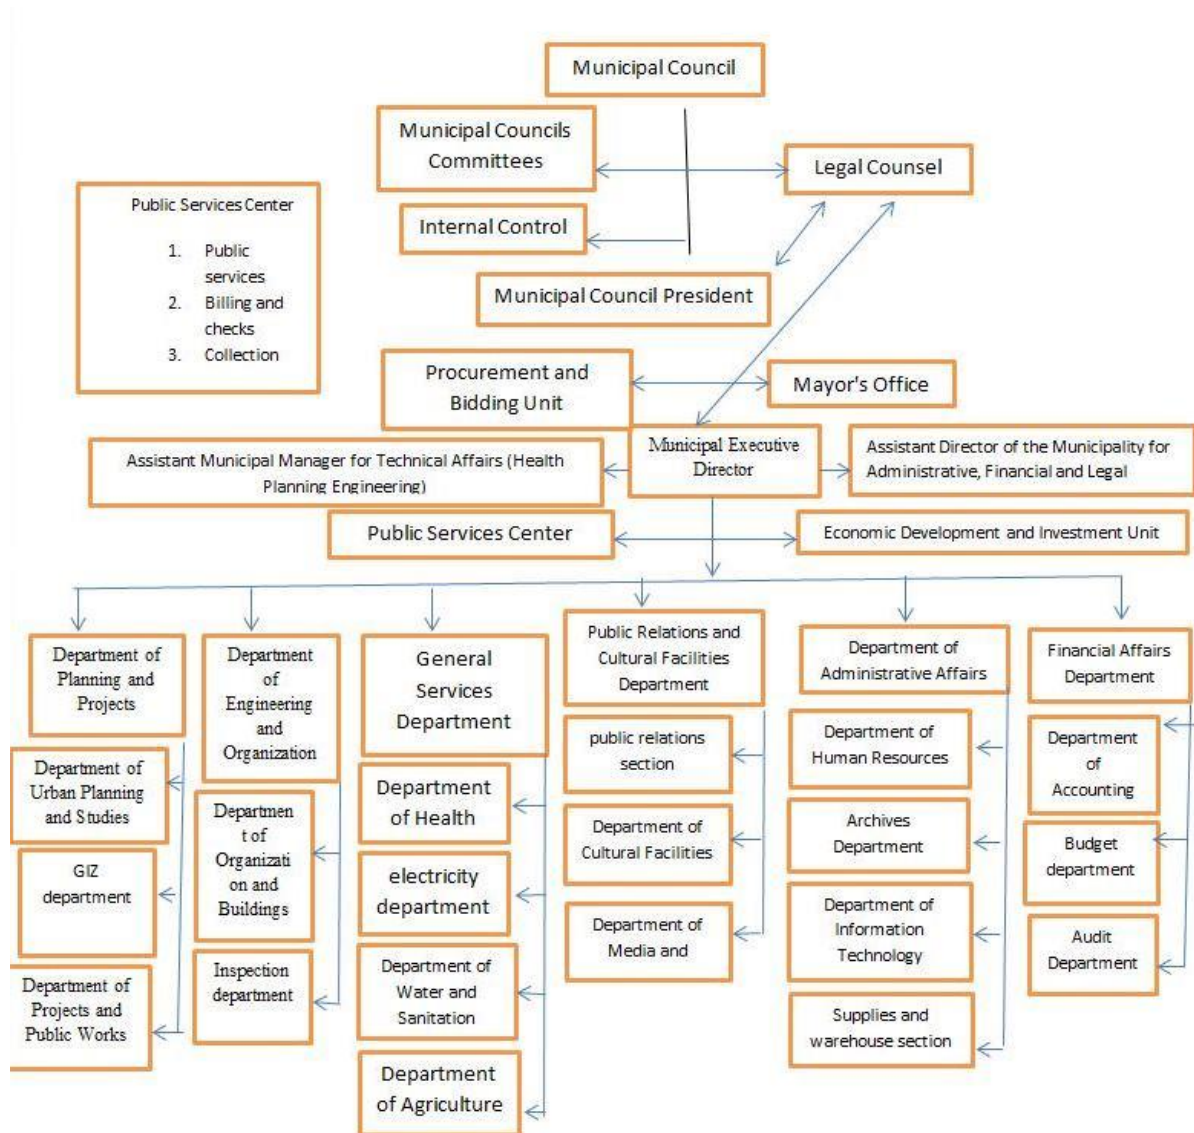 Municipal Council
Municipal Councils
Committees
Legal Counsel
Public Services Center
1. Public
services
2. Billing and
checks
3. Collection
Internal Control
Municipal Council President
Procurement and
Bidding Unit
Mayor's Office
Assistant Municipal Manager for Technical Affairs (Health
Planning Engineering)
Municipal Executive
Director
Assistant Director of the Municipality for
Administrative, Financial and Legal
Public Services Center
Economic Development and Investment Unit
Department of
Planning and
Projects
Department of Urban Planning
and Studies
GIZ
department
Department of
Projects and
Public Works
Department
of
Engineering
and
Organization
Departmen
t of
Organizati
on and
Buildings
Inspection
department
General
Services
Department
Department
of Health
electricity
department
Department of
Water and
Sanitation
Department
of Agriculture
Public Relations and
Cultural Facilities
Department
public relations
section
Department of
Cultural Facilities
Department of
Media and
Department of
Administrative Affairs
Department of
Human Resources
Archives
Department
Department of
Information
Technology
Supplies and
warehouse section
Financial Affairs
Department
Department
of
Accounting
Budget
department
Audit
Department